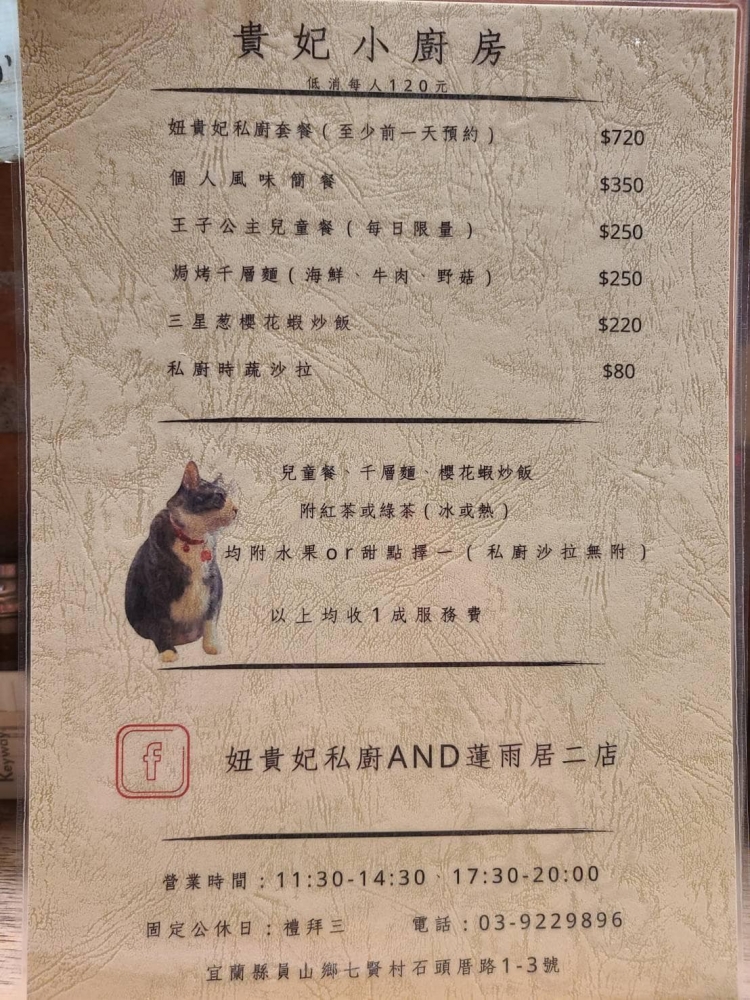 貴妃小廚房
低消每人120元
妞貴妃私廚套餐(至少前一天預約) $720
個人風味簡餐 $350
王子公主兒童餐(每日限量) $250
焗烤千層麵(海鮮、牛肉、野菇) $250
三星葱櫻花蝦炒飯 $220
私廚時蔬沙拉 $80
兒童餐、千層麵、櫻花蝦炒飯
附紅茶或綠茶(冰或熱)
均附水果or甜點擇一(私廚沙拉無附)
以上均收1成服務費
妞貴妃私廚AND蓮雨居二店
營業時間:11:30-14:30、17:30-20:00
固定公休日:禮拜三 電話:03-9229896
宜蘭縣員山鄉七賢村石頭厝路1-3號
Keyway